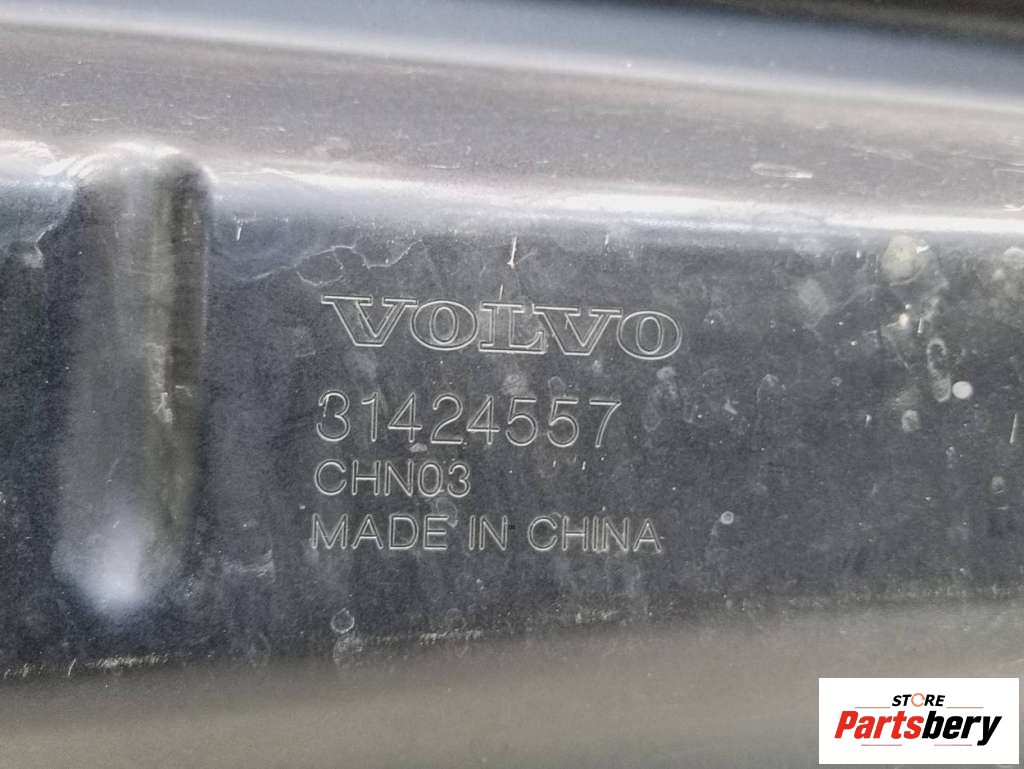 VOLVO
31424557
CHN03
MADE IN CHINA
STORE
Partsbery